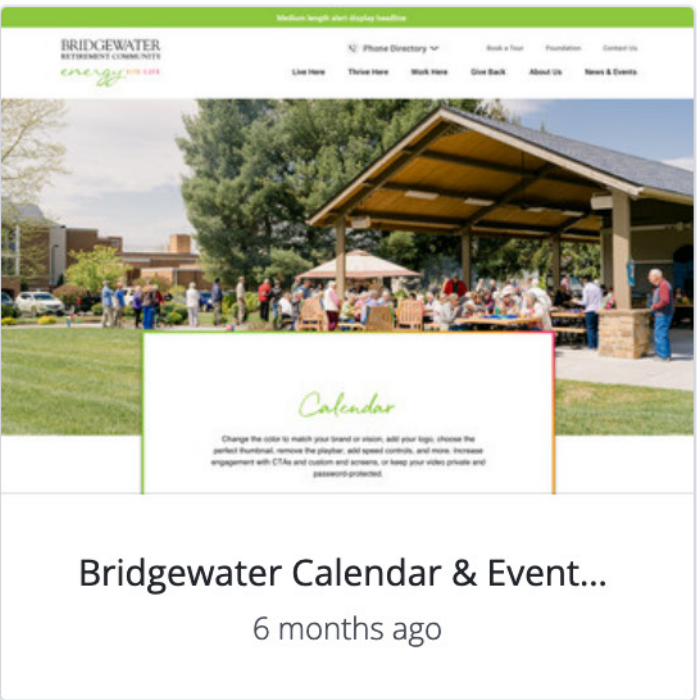 Medium length alert display headline
BRIDGEWATER
RETIREMENT COMMUNITY
energy FOR LIFE
Phone Directory
Book a Tour
Foundation
Contact Us
Live Here
Thrive Here
Work Here
Give Back
About Us
News & Events
Calendar
Change the color to match your brand or vision, add your logo, choose the
perfect thumbnail, remove the playbar, add speed controls, and more. Increase
engagement with CTAs and custom end screens, or keep your video private and
password-protected.
Bridgewater Calendar & Event...
6 months ago